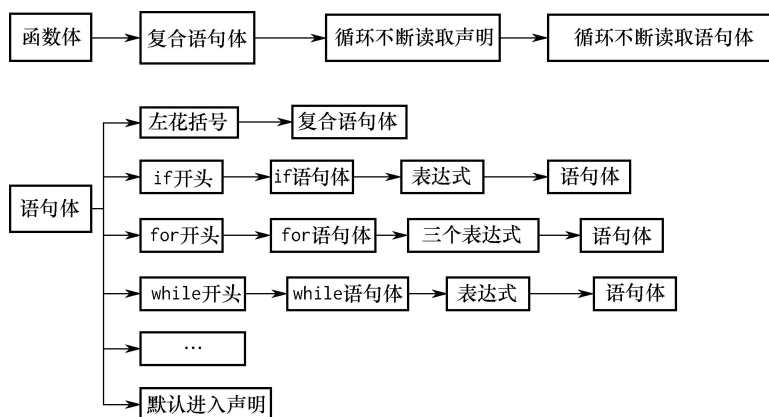 函数体 复合语句体 循环不断读取声明 循环不断读取语句体
左花括号 复合语句体
if开头 if语句体 表达式 语句体
语句体
for开头 for语句体 三个表达式 语句体
while开头 while语句体 表达式 语句体
…
默认进入声明